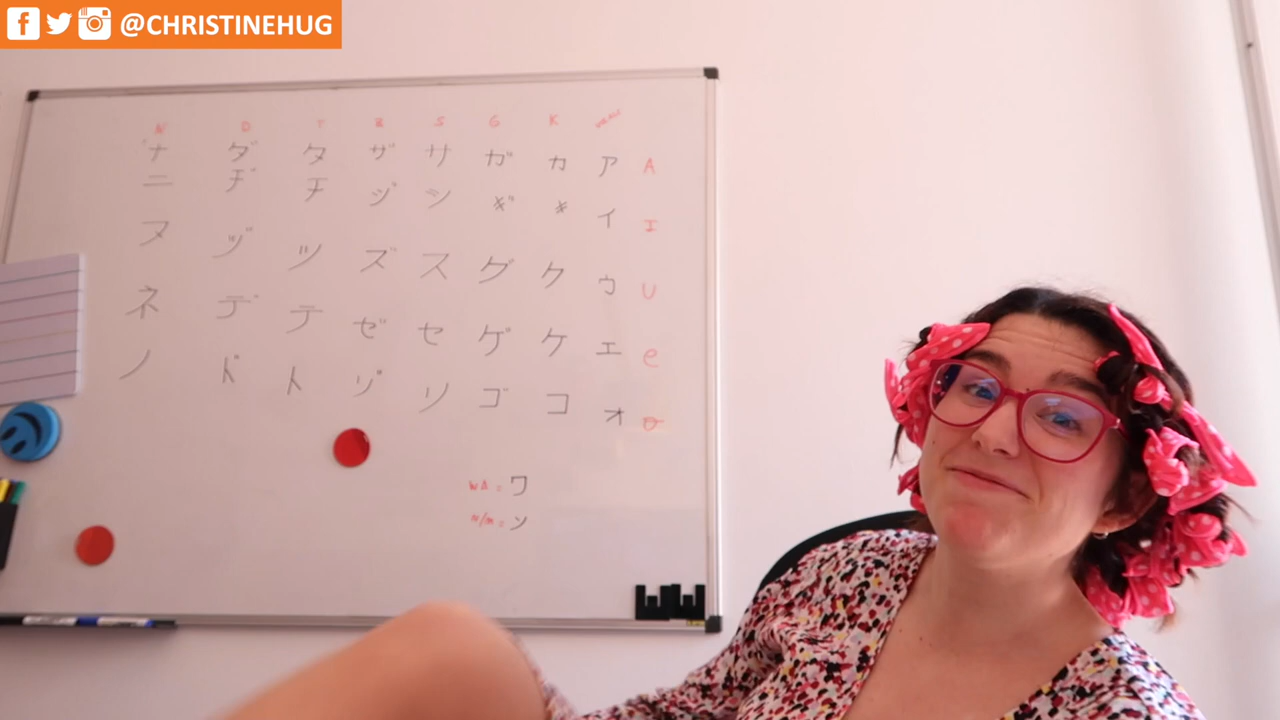 @CHRISTINEHUG
N D T Z S G K
ナ ダ タ ザ サ ガ カ ア A
ニ ヂ チ ジ シ ギ キ イ I
ヌ ヅ ツ ズ ス グ ク ウ U
ネ デ テ ゼ セ ゲ ケ エ e
ノ ド ト ゾ ソ ゴ コ オ O
WA = ワ
N/M = ン